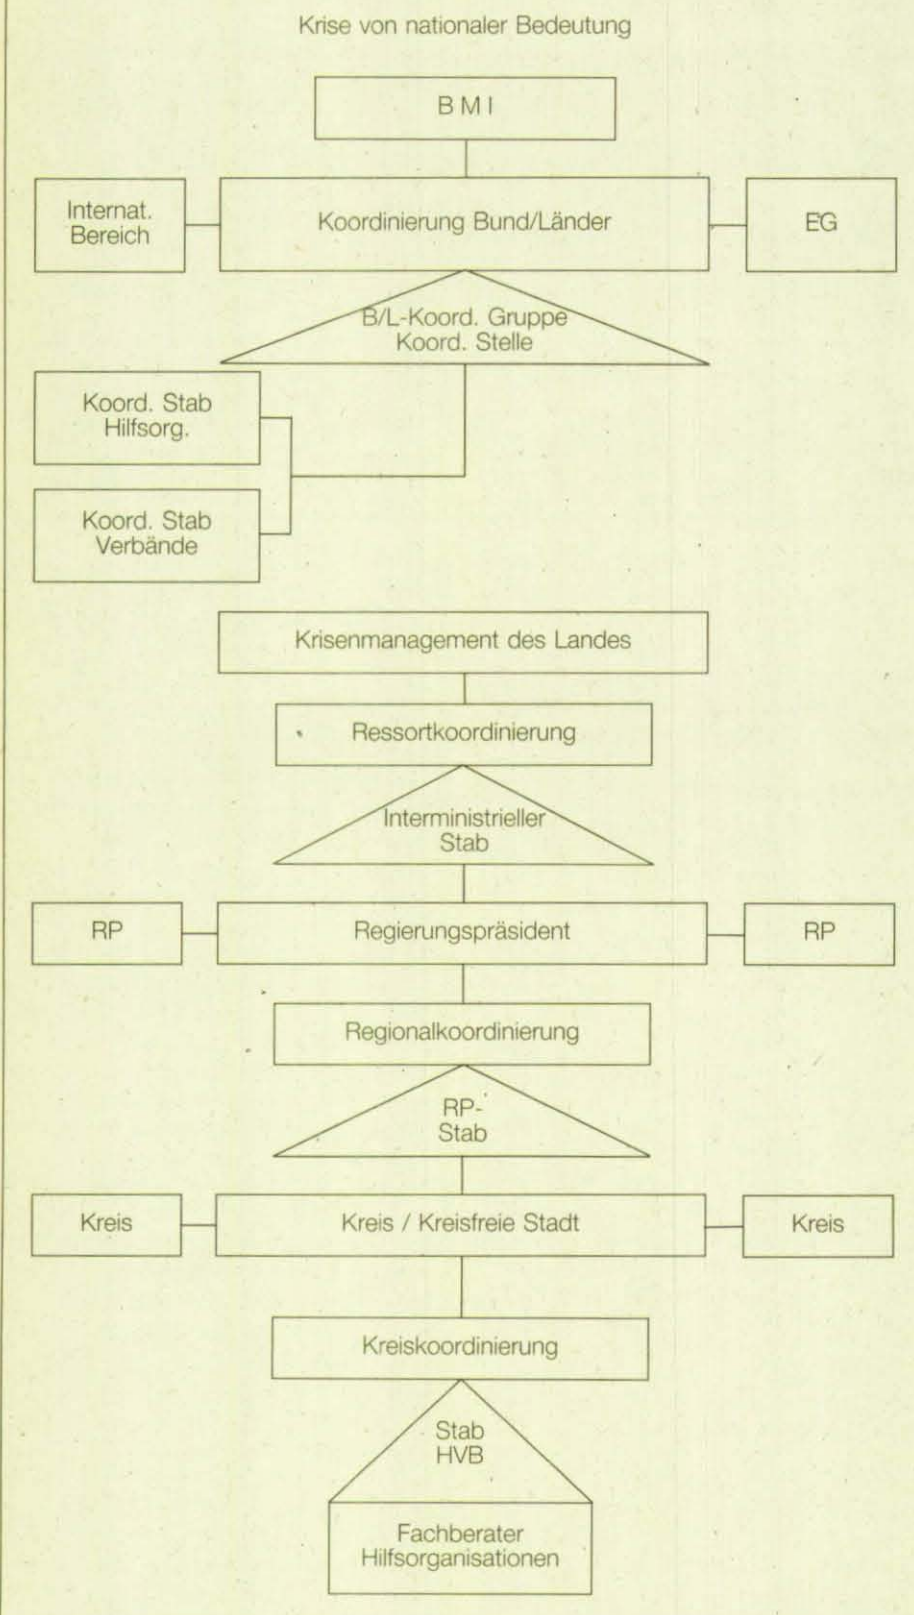 Krise von nationaler Bedeutung
B M I
Internat.
Bereich
Koordinierung Bund/Länder
EG
B/L-Koord. Gruppe
Koord. Stelle
Koord. Stab
Hilfsorg.
Koord. Stab
Verbände
Krisenmanagement des Landes
Ressortkoordinierung
Interministrieller
Stab
RP
Regierungspräsident
RP
Regionalkoordinierung
RP-
Stab
Kreis
Kreis / Kreisfreie Stadt
Kreis
Kreiskoordinierung
Stab
HVB
Fachberater
Hilfsorganisationen